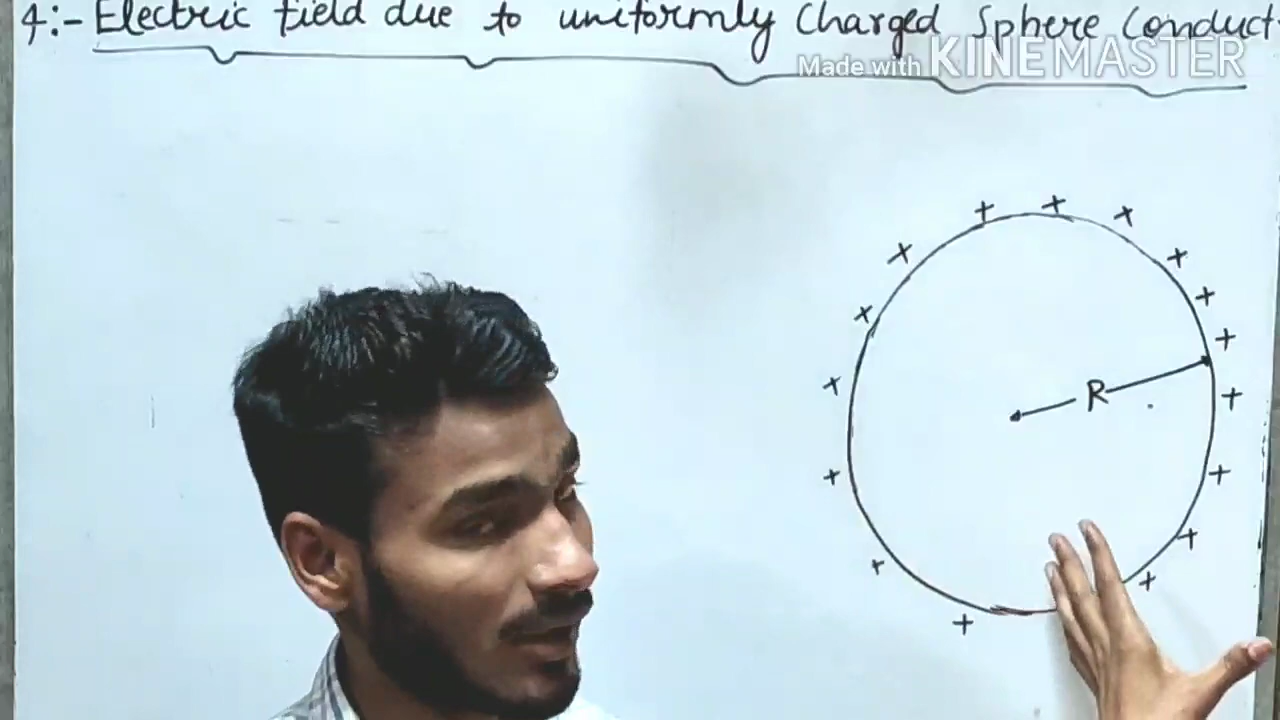 4:- Electric field due to uniformly Charged Sphere Conduct
Made with KINEMASTER
+ + + + + + + + + + + + + + + + + +
R